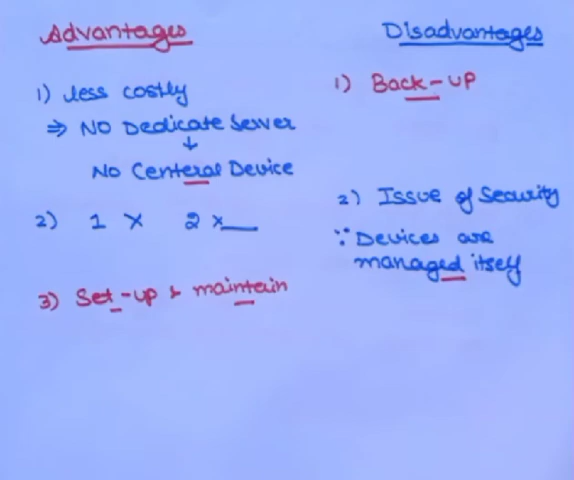 Advantages
1) less costly
⇒ No Dedicate Server
↓
No Centeral Device
2) 1 × 2 ×__
3) Set-up & maintain
Disadvantages
1) Back-up
2) Issue of Security
∵ Devices are
managed itself